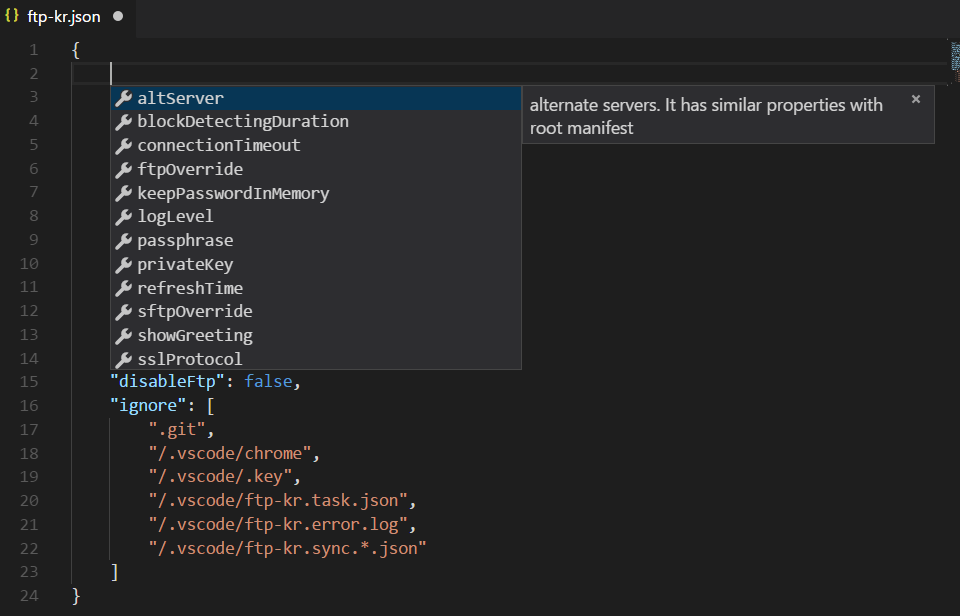 {} ftp-kr.json ●
1 {
2
3 altServer
alternate servers. It has similar properties with ×
root manifest
4 blockDetectingDuration
5 connectionTimeout
6 ftpOverride
7 keepPasswordInMemory
8 logLevel
9 passphrase
10 privateKey
11 refreshTime
12 sftpOverride
13 showGreeting
14 sslProtocol
15 "disableFtp": false,
16 "ignore": [
17 ".git",
18 "/.vscode/chrome",
19 "/.vscode/.key",
20 "/.vscode/ftp-kr.task.json",
21 "/.vscode/ftp-kr.error.log",
22 "/.vscode/ftp-kr.sync.*.json"
23 ]
24 }